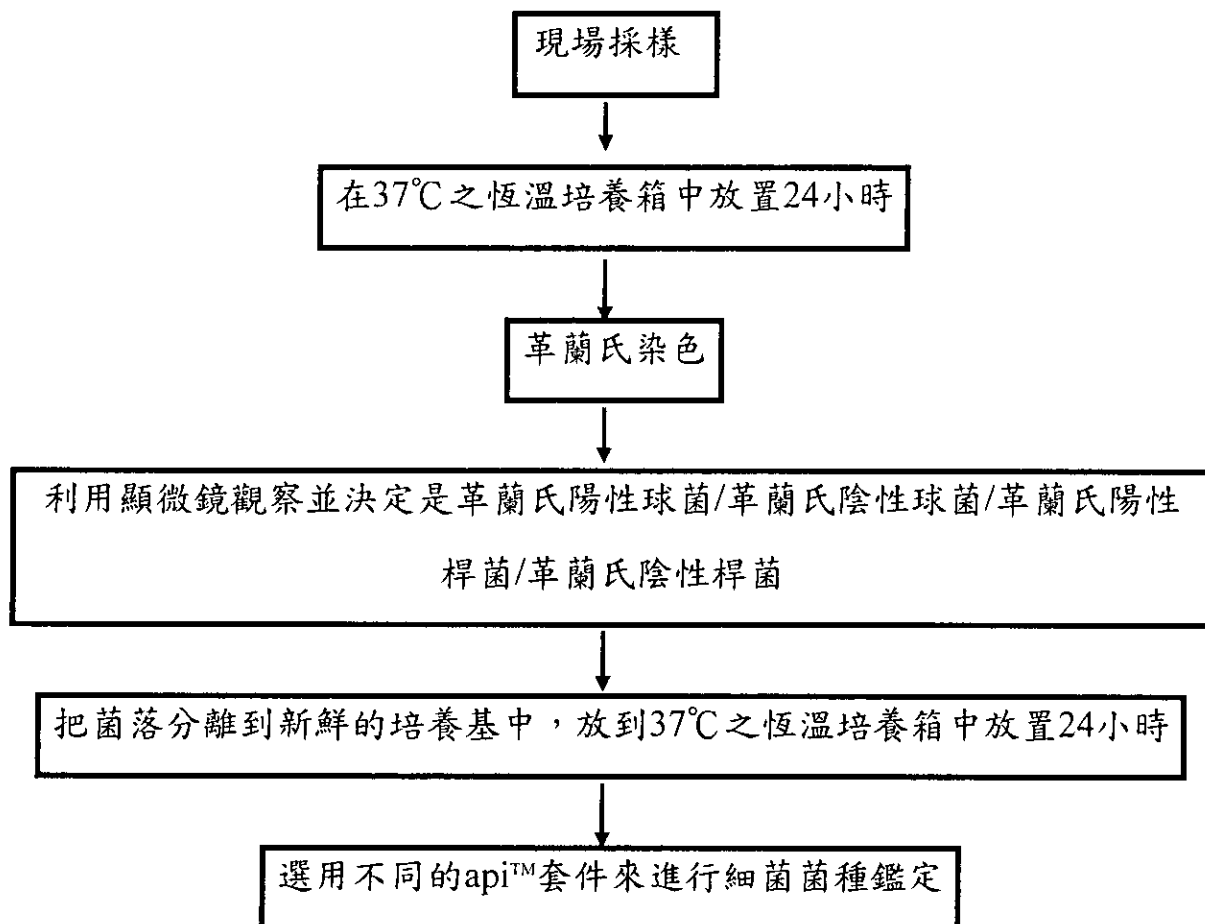 現場採樣
在37℃之恆溫培養箱中放置24小時
革蘭氏染色
利用顯微鏡觀察並決定是革蘭氏陽性球菌/革蘭氏陰性球菌/革蘭氏陽性
桿菌/革蘭氏陰性桿菌
把菌落分離到新鮮的培養基中，放到37℃之恆溫培養箱中放置24小時
選用不同的api™套件來進行細菌菌種鑑定